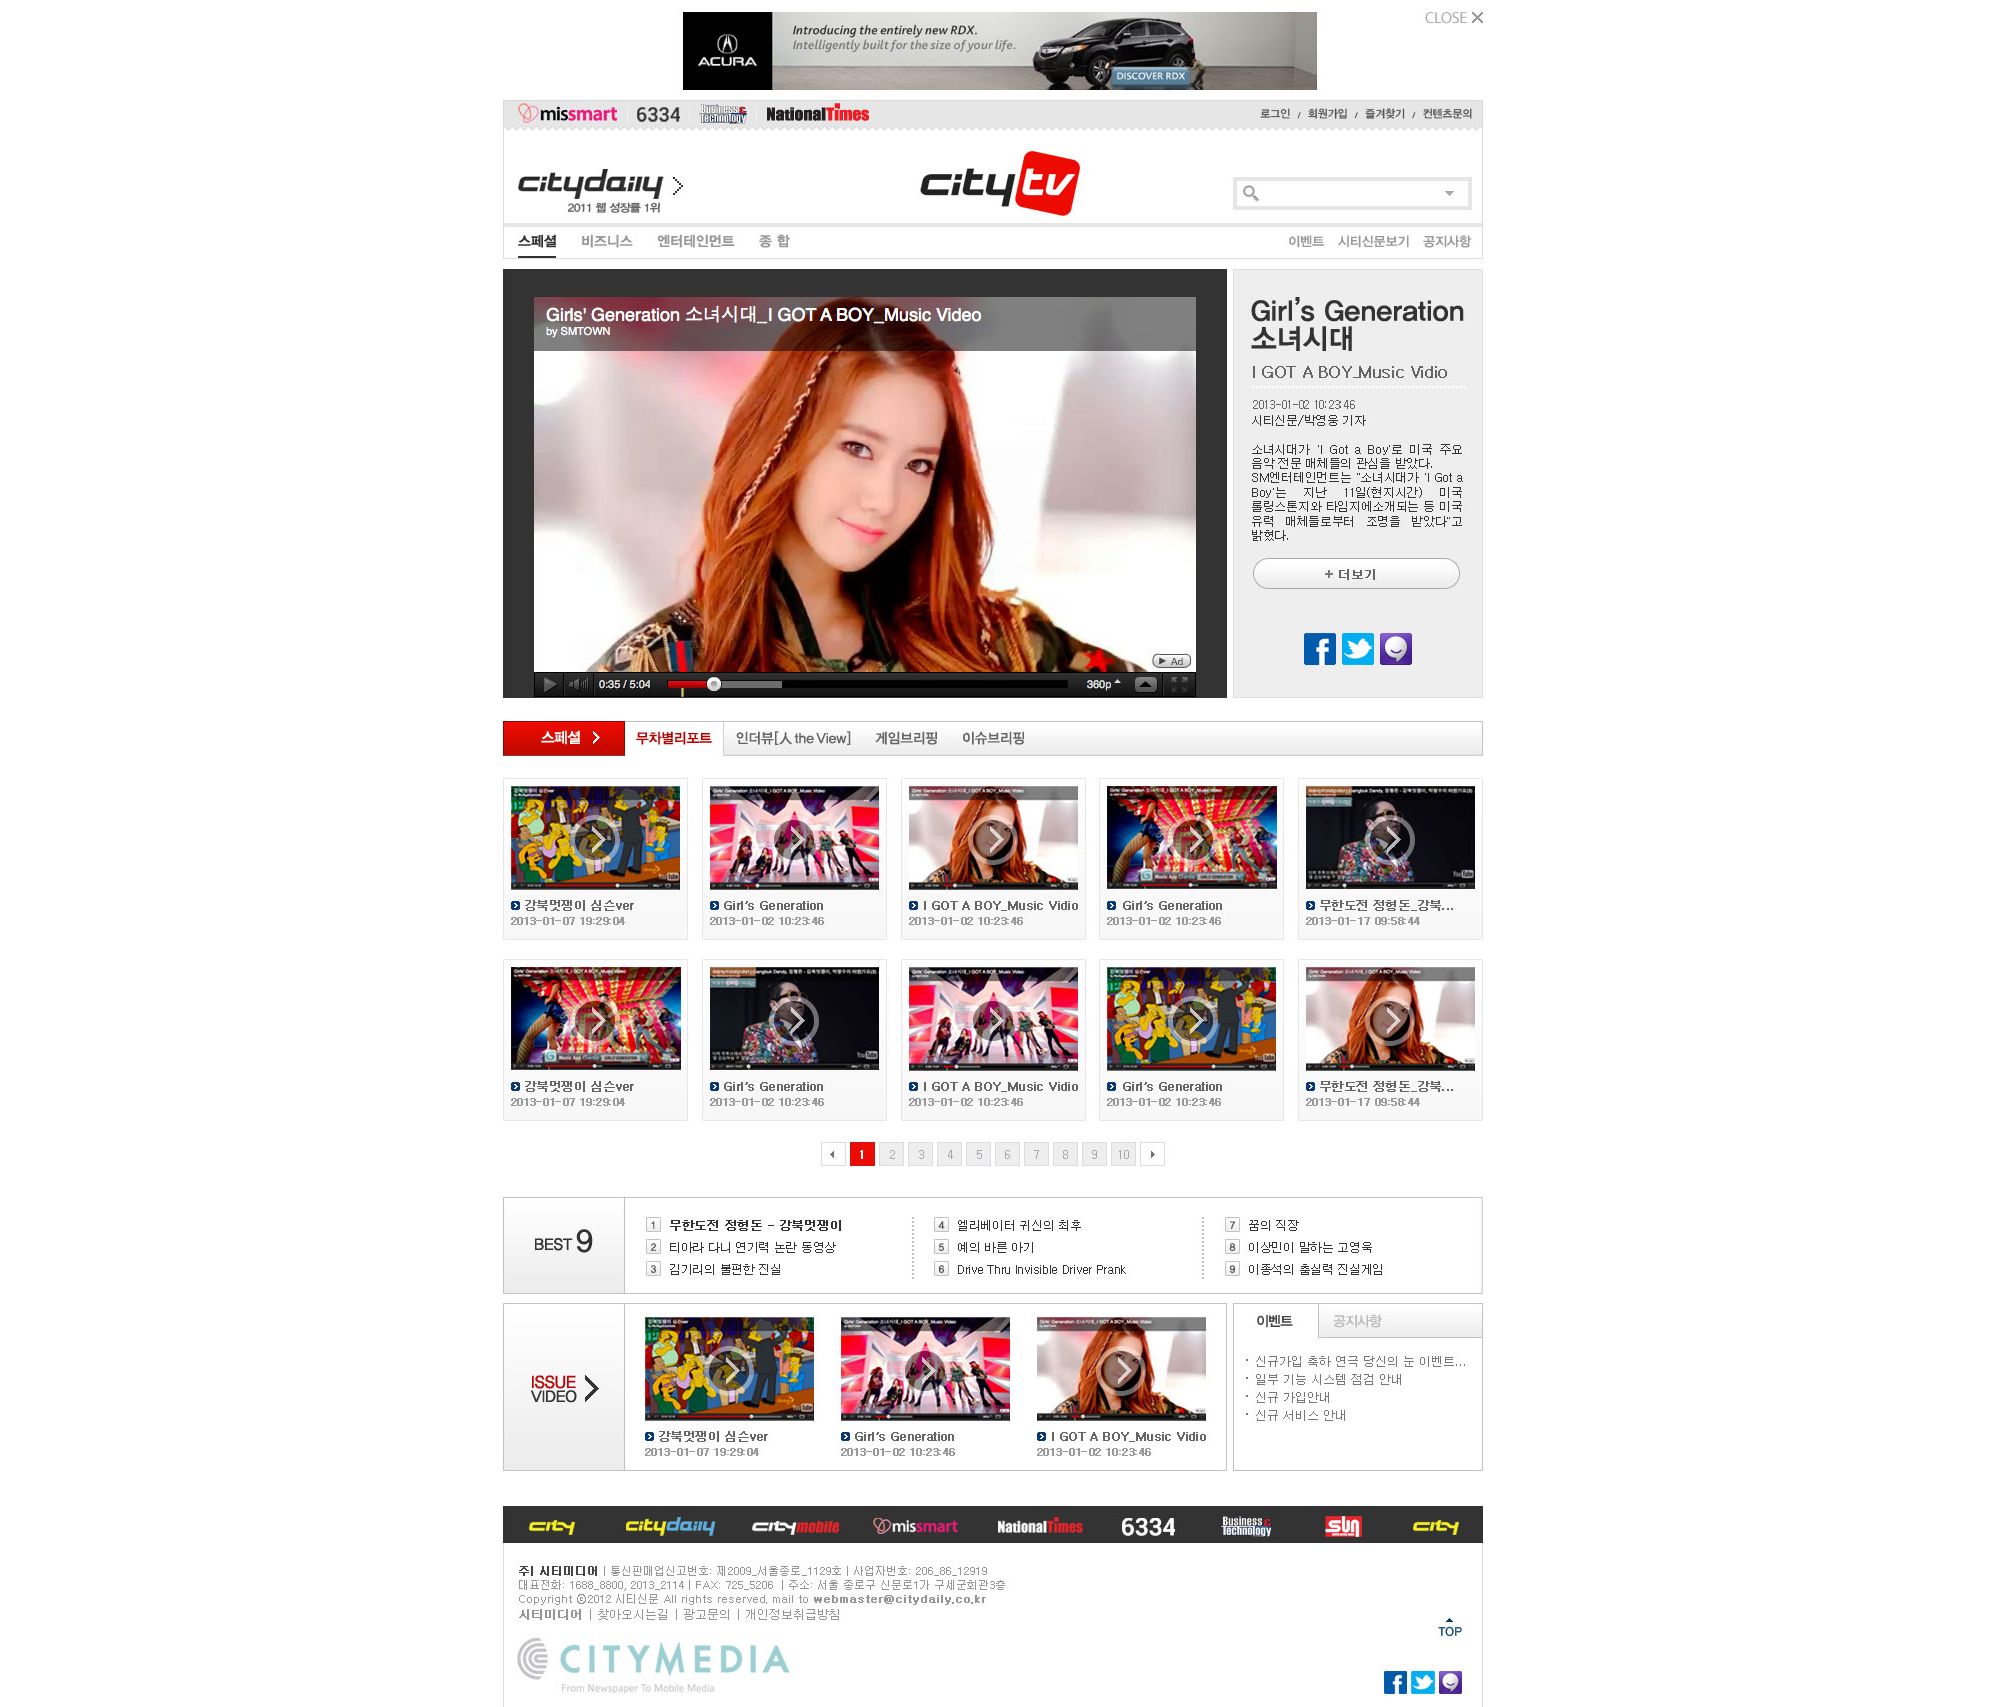 CLOSE
ACURA
Introducing the entirely new RDX.
Intelligently built for the size of your life.
DISCOVER RDX
missmart
6334
Business & Technology
NationalTimes
로그인 / 회원가입 / 즐겨찾기 / 컨텐츠문의
citydaily
2011 웹 성장률 1위
city tv
스페셜 비즈니스 엔터테인먼트 종 합
이벤트 시티신문보기 공지사항
Girls' Generation 소녀시대_I GOT A BOY_Music Video
by SMTOWN
Ad
0:35 / 5:04
360p
Girl's Generation
소녀시대
I GOT A BOY_Music Vidio
2013-01-02 10:23:46
시티신문/박영웅 기자
소녀시대가 'I Got a Boy'로 미국 주요
음악 전문 매체들의 관심을 받았다.
SM엔터테인먼트는 "소녀시대가 'I Got a
Boy'는 지난 11일(현지시간) 미국
롤링스톤지와 타임지에소개되는 등 미국
유력 매체들로부터 조명을 받았다"고
밝혔다.
+ 더보기
스페셜
무차별리포트
인더뷰[人 the View]
게임브리핑
이슈브리핑
강북멋쟁이 심슨ver
2013-01-07 19:29:04
Girl's Generation
2013-01-02 10:23:46
I GOT A BOY_Music Vidio
2013-01-02 10:23:46
Girl's Generation
2013-01-02 10:23:46
무한도전 정형돈_강북...
2013-01-17 09:58:44
강북멋쟁이 심슨ver
2013-01-07 19:29:04
Girl's Generation
2013-01-02 10:23:46
I GOT A BOY_Music Vidio
2013-01-02 10:23:46
Girl's Generation
2013-01-02 10:23:46
무한도전 정형돈_강북...
2013-01-17 09:58:44
1 2 3 4 5 6 7 8 9 10
BEST 9
1 무한도전 정형돈 - 강북멋쟁이
2 티아라 다니 연기력 논란 동영상
3 김기리의 불편한 진실
4 엘리베이터 귀신의 최후
5 예의 바른 아기
6 Drive Thru Invisible Driver Prank
7 꿈의 직장
8 이상민이 말하는 고영욱
9 이종석의 출실력 진실게임
ISSUE
VIDEO
강북멋쟁이 심슨ver
2013-01-07 19:29:04
Girl's Generation
2013-01-02 10:23:46
I GOT A BOY_Music Vidio
2013-01-02 10:23:46
이벤트
공지사항
· 신규가입 축하 연극 당신의 눈 이벤트...
· 일부 기능 시스템 점검 안내
· 신규 가입안내
· 신규 서비스 안내
city citydaily citymobile missmart NationalTimes 6334 Business & Technology sun city
주| 시티미디어 | 통신판매업신고번호: 제2009_서울종로_1129호 | 사업자번호: 206_86_12919
대표전화: 1688_8800, 2013_2114 | FAX: 725_5206 | 주소: 서울 종로구 신문로1가 구세군회관3층
Copyright ©2012 시티신문 All rights reserved, mail to webmaster@citydaily.co.kr
시티미디어 | 찾아오시는길 | 광고문의 | 개인정보취급방침
TOP
CITYMEDIA
From Newspaper To Mobile Media